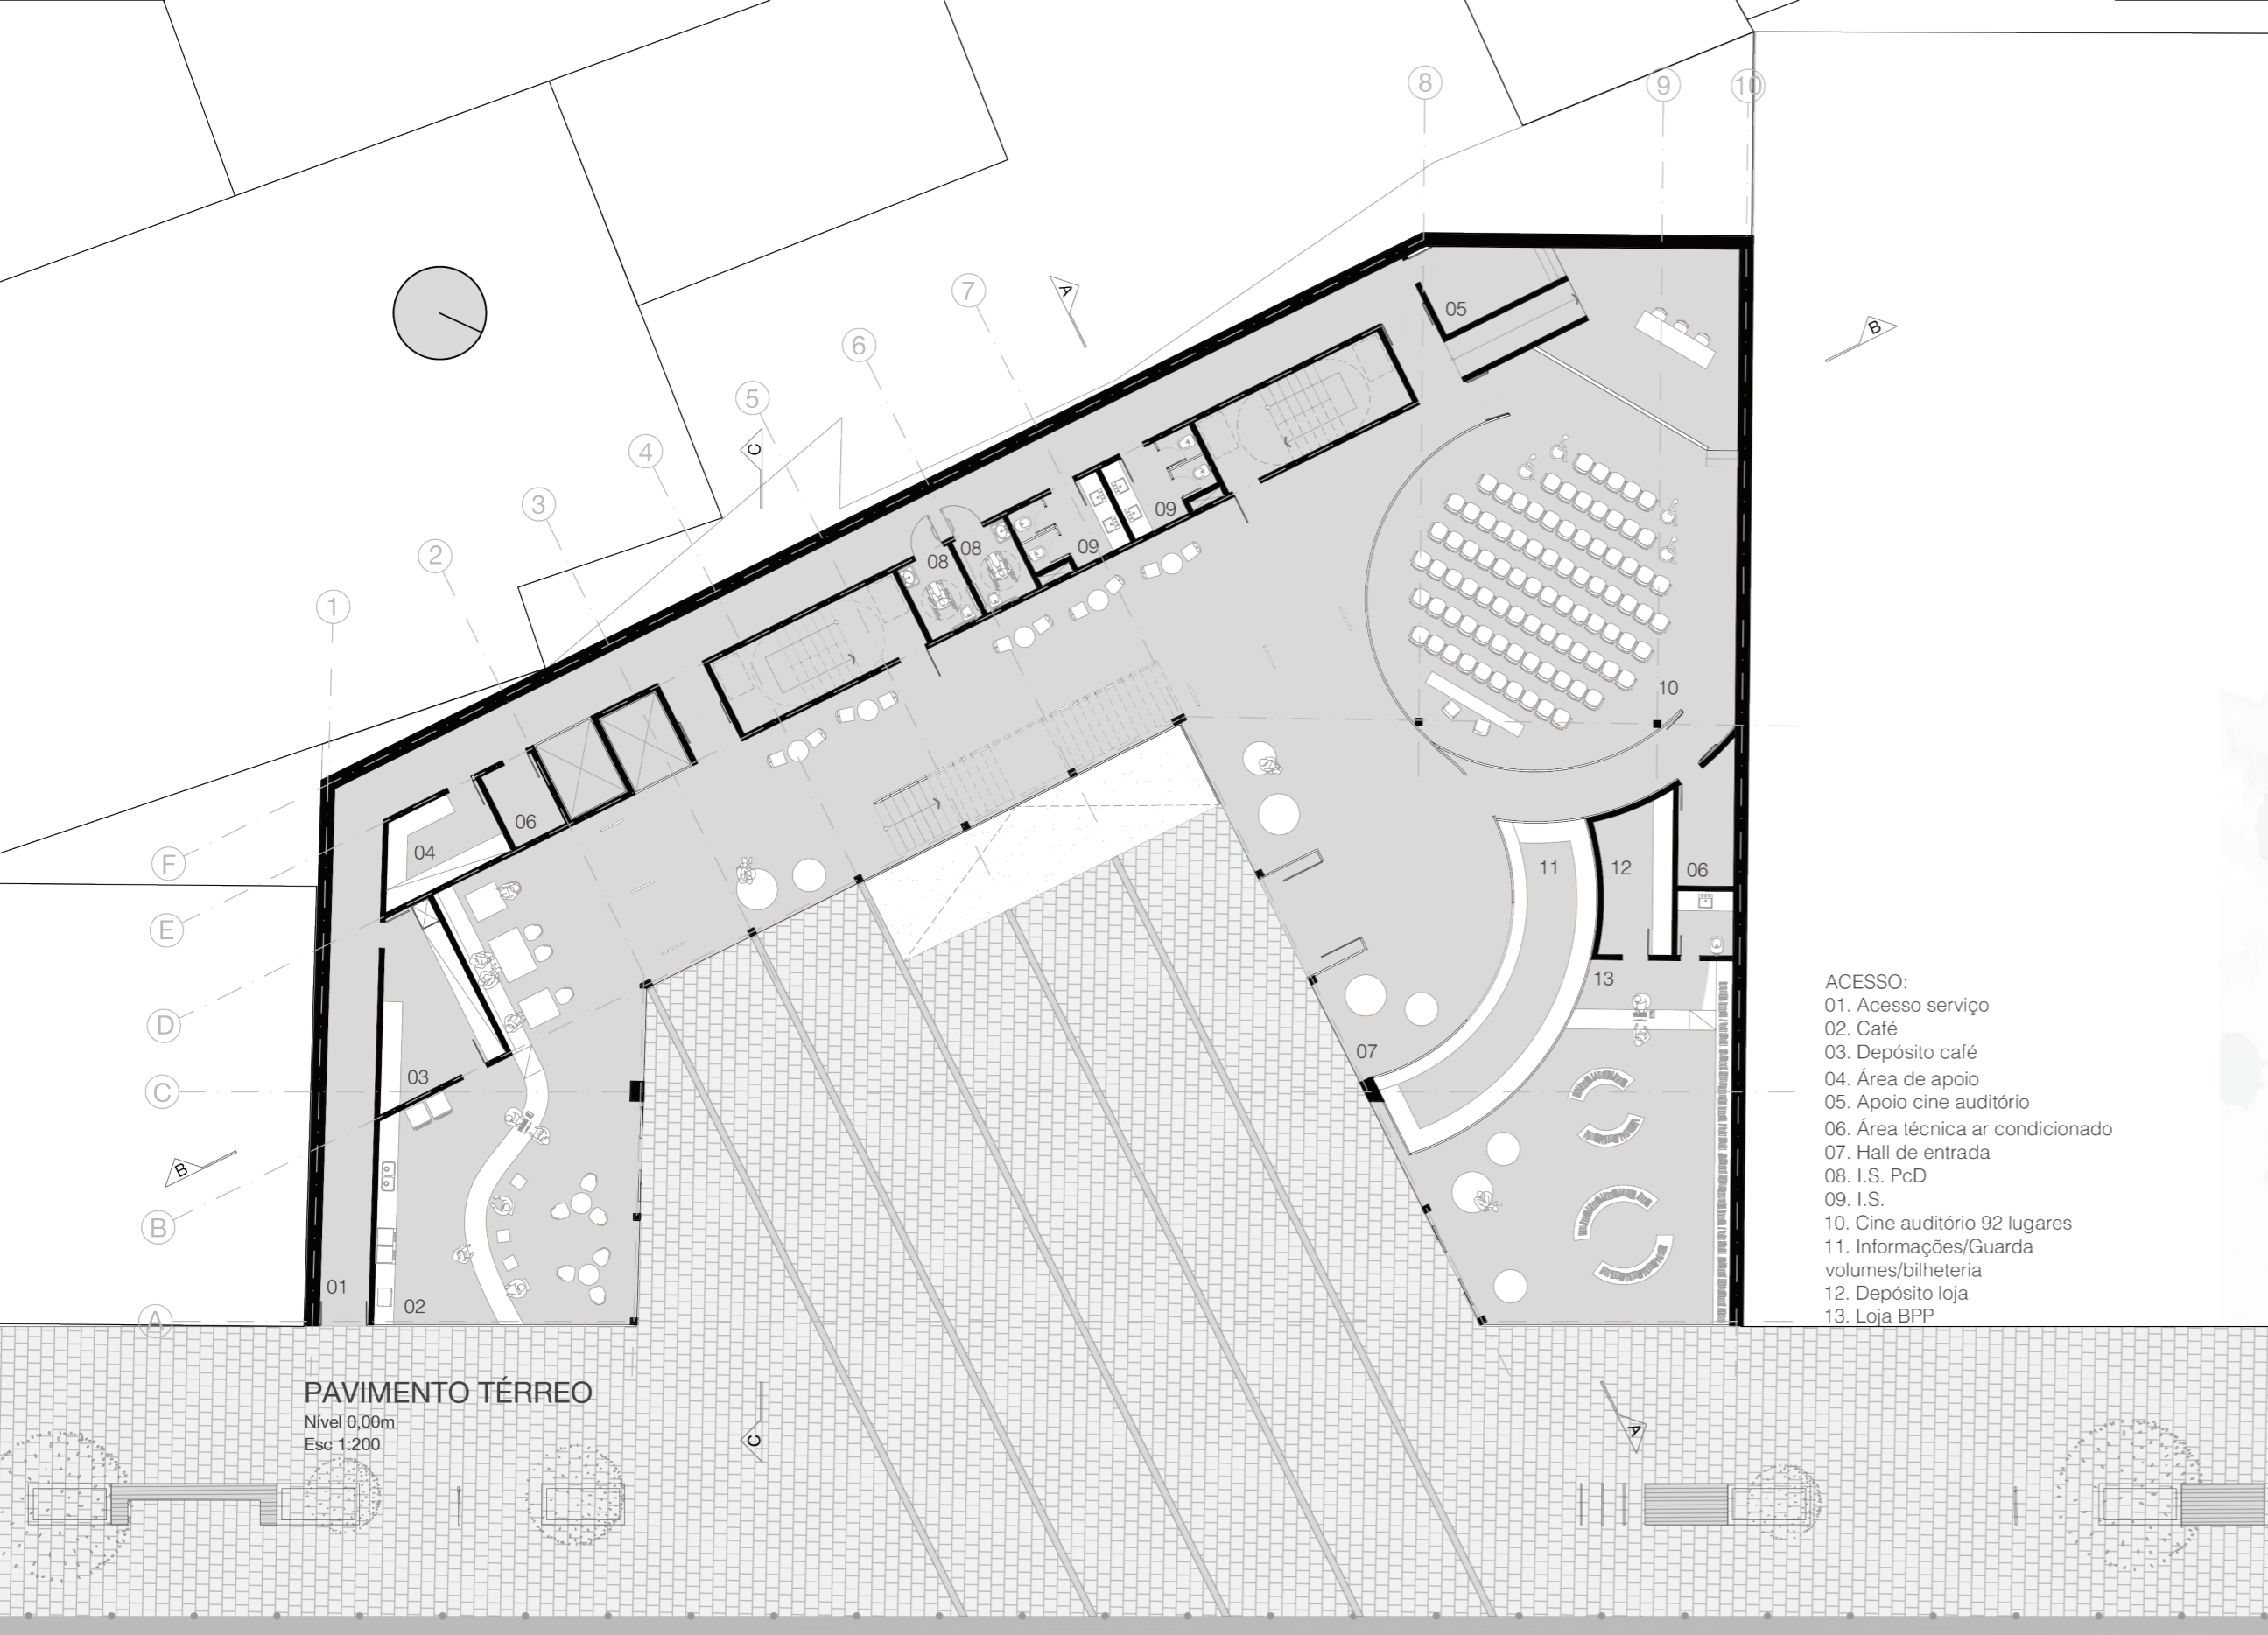 8
9
10
7
A
6
B
5
C
4
3
2
1
05
09
09
08
08
10
06
04
F
11
12
06
E
13
D
07
03
C
B
B
01
02
A
ACESSO:
01. Acesso serviço
02. Café
03. Depósito café
04. Área de apoio
05. Apoio cine auditório
06. Área técnica ar condicionado
07. Hall de entrada
08. I.S. PcD
09. I.S.
10. Cine auditório 92 lugares
11. Informações/Guarda
volumes/bilheteria
12. Depósito loja
13. Loja BPP
PAVIMENTO TÉRREO
Nível 0,00m
Esc 1:200
C
A